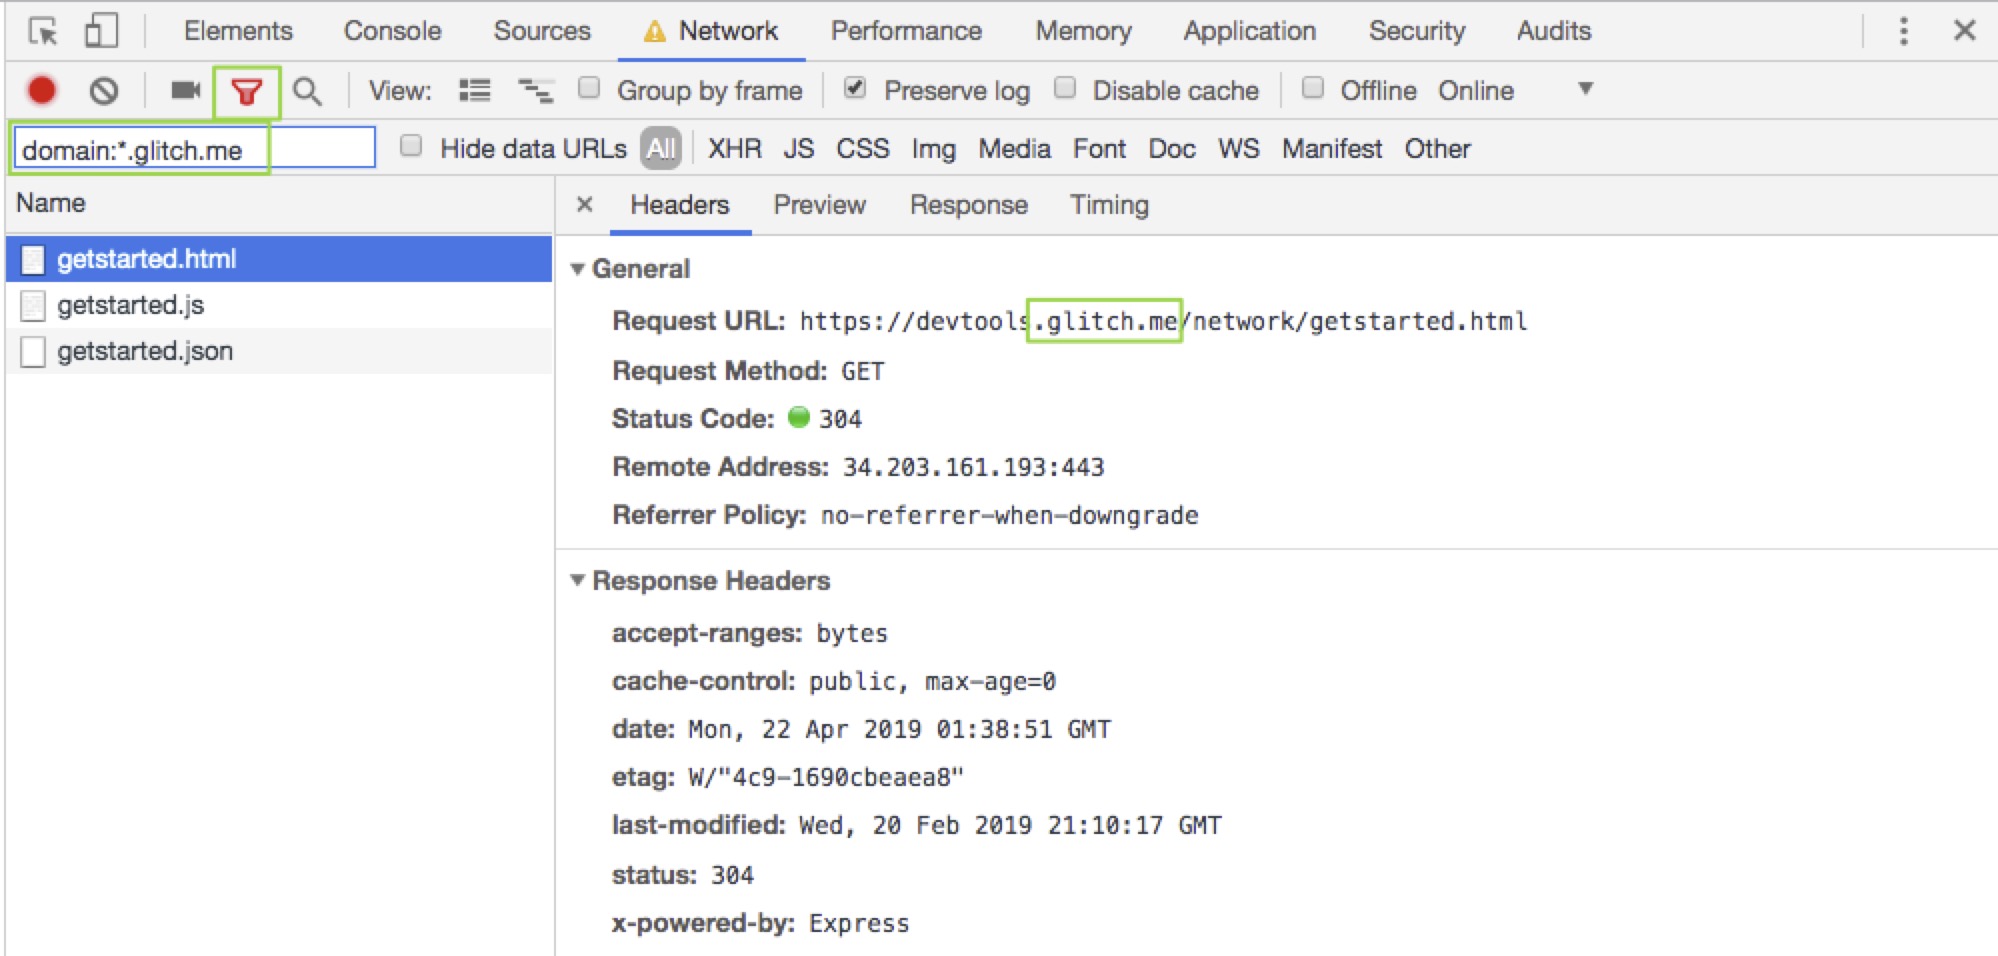 Elements Console Sources Network Performance Memory Application Security Audits
View: Group by frame Preserve log Disable cache Offline Online
domain:*.glitch.me Hide data URLs All XHR JS CSS Img Media Font Doc WS Manifest Other
Name
getstarted.html
getstarted.js
getstarted.json
Headers Preview Response Timing
General
Request URL: https://devtools.glitch.me/network/getstarted.html
Request Method: GET
Status Code: 304
Remote Address: 34.203.161.193:443
Referrer Policy: no-referrer-when-downgrade
Response Headers
accept-ranges: bytes
cache-control: public, max-age=0
date: Mon, 22 Apr 2019 01:38:51 GMT
etag: W/"4c9-1690cbeaea8"
last-modified: Wed, 20 Feb 2019 21:10:17 GMT
status: 304
x-powered-by: Express